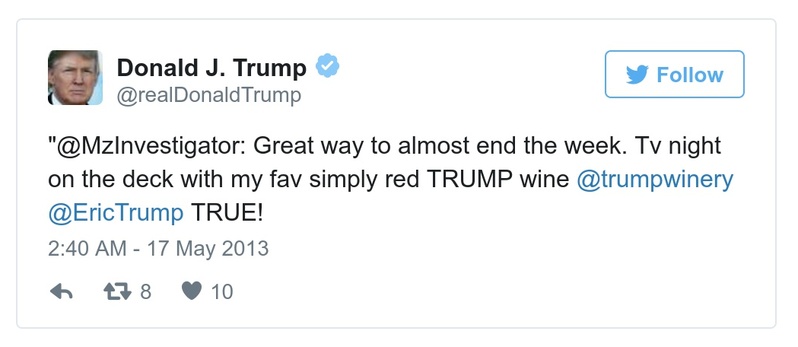 Donald J. Trump
@realDonaldTrump
Follow
"@MzInvestigator: Great way to almost end the week. Tv night
on the deck with my fav simply red TRUMP wine @trumpwinery
@EricTrump TRUE!
2:40 AM - 17 May 2013
8 10